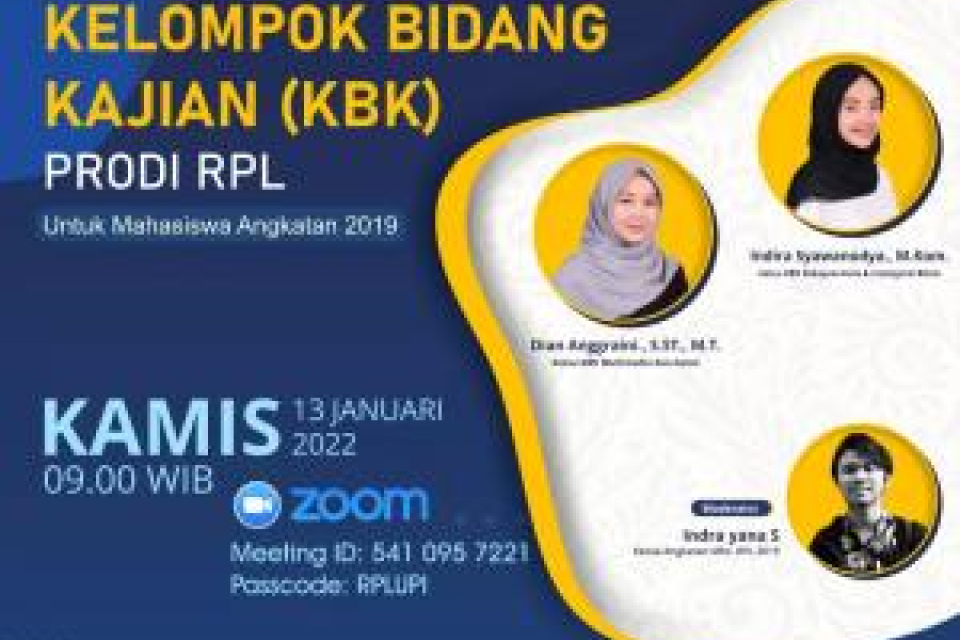 KELOMPOK BIDANG
KAJIAN (KBK)
PRODI RPL
Untuk Mahasiswa Angkatan 2019
Indira Syawanodya., M.Kom.
Dian Anggraini., S.ST., M.T.
KAMIS 13 JANUARI
2022
09.00 WIB
zoom
Meeting ID: 541 095 7221
Passcode: RPLUPI
Moderator
Indra yana S